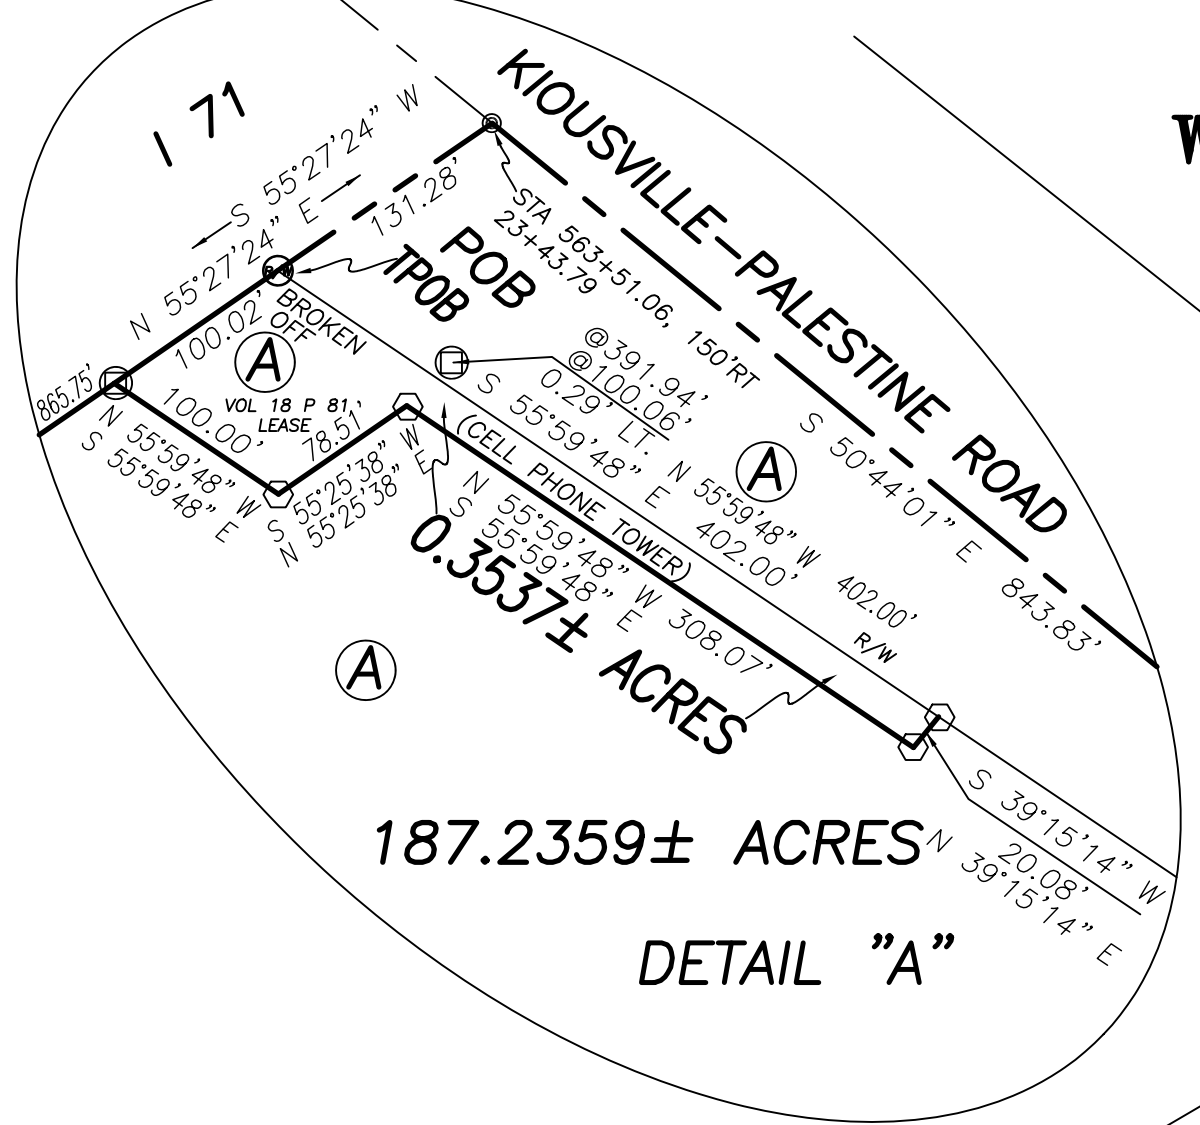 I 71
KIOUSVILLE-PALESTINE ROAD
W
S 55°27'24" W
N 55°27'24" E
131.28'
STA 563+51.06, 150'RT
23+43.79
POB
TPOB
R/W
BROKEN
OFF
100.02'
A
VOL 18 P 81,
LEASE
865.75'
100.00'
78.51'
N 55°59'48" W
S 55°59'48" E
S 55°25'38" W
N 55°25'38" E
@391.94'
@100.06',
0.29' LT.
S 55°59'48" E 402.00'
(CELL PHONE TOWER)
A
N 55°59'48" W 402.00'
S 50°44'01" E 843.83'
N 55°59'48" W 308.07'
S 55°59'48" E
R/W
0.3537± ACRES
A
187.2359± ACRES
S 39°15'14" W
20.08'
N 39°15'14" E
DETAIL "A"